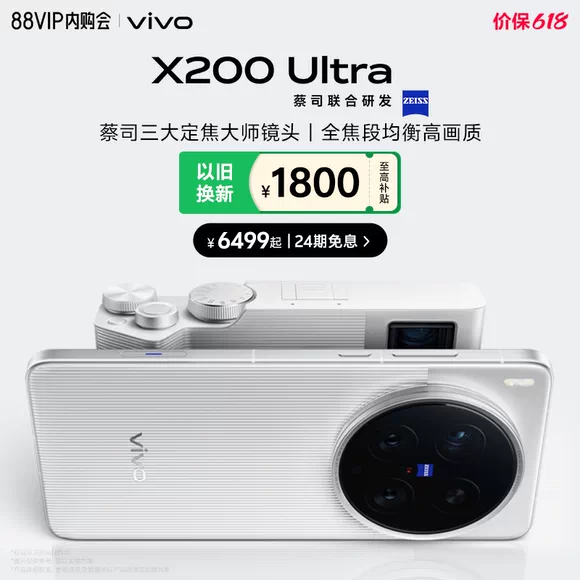 88VIP内购会 | vivo
价保618
X200 Ultra
蔡司联合研发 ZEISS
蔡司三大定焦大师镜头 | 全焦段均衡高画质
以旧换新
¥1800
至高补贴
¥6499起 | 24期免息 >
vivo
ZEISS